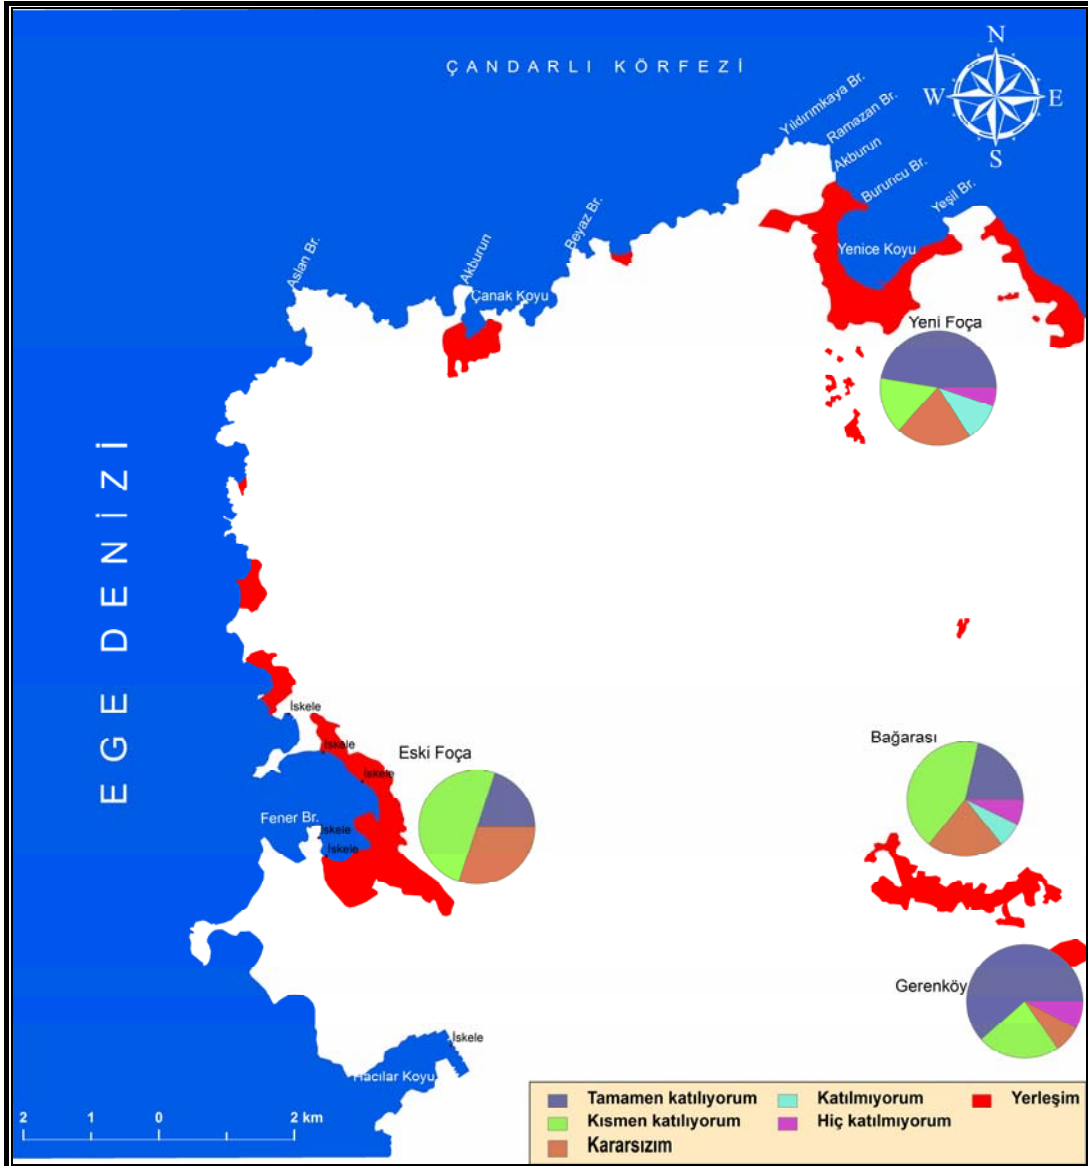 ÇANDARLI KÖRFEZİ
N
W
E
S
Yıldırımkaya Br.
Ramazan Br.
Akburun
Burunçu Br.
Yeşil Br.
Yenice Koyu
Beyaz Br.
Akburun
Aslan Br.
Çanak Koyu
Yeni Foça
EGE DENİZİ
İskele
İskele
İskele
Eski Foça
Bağarası
Fener Br.
İskele
İskele
Gerenköy
İskele
Hacılar Koyu
2 1 0 2 km
Tamamen katılıyorum
Katılmıyorum
Yerleşim
Kısmen katılıyorum
Hiç katılmıyorum
Kararsızım